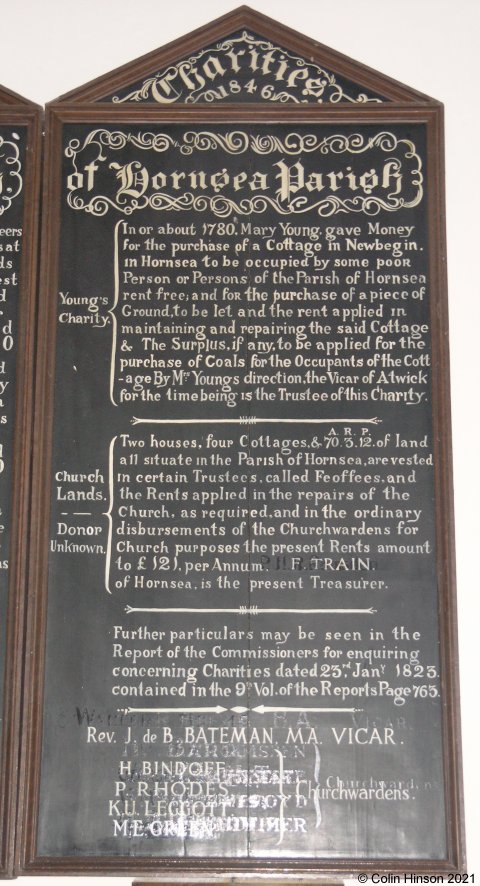 Charities
1846
of Hornsea Parish
In or about 1780. Mary Young, gave Money
for the purchase of a Cottage in Newbegin.
in Hornsea to be occupied by some poor
Person or Persons of the Parish of Hornsea
rent free; and for the purchase of a piece of
Ground, to be let and the rent applied in
maintaining and repairing the said Cottage
& The Surplus, if any, to be applied for the
purchase of Coals for the Occupants of the Cott
-age By Mrs Youngs direction, the Vicar of Atwick
for the time being is the Trustee of this Charity.
Young's
Charity.
A. R. P.
Two houses, four Cottages, & 70. 3. 12. of land
all situate in the Parish of Hornsea, are vested
in certain Trustees, called Feoffees, and
the Rents applied in the repairs of the
Church, as required, and in the ordinary
disbursements of the Churchwardens for
Church purposes the present Rents amount
to £ 121. per Annum. F. TRAIN.
of Hornsea, is the present Treasurer.
Church
Lands.
Donor
Unknown.
Further particulars may be seen in the
Report of the Commissioners for enquiring
concerning Charities dated 23rd Jany 1823.
contained in the 9th Vol. of the Reports Page 763.
VICAR.
Rev. J. de B. BATEMAN, M.A. VICAR.
H. BINDOFF
P. RHODES
K.U. LEGGOTT
M.E. GREEN
Churchwardens.
© Colin Hinson 2021